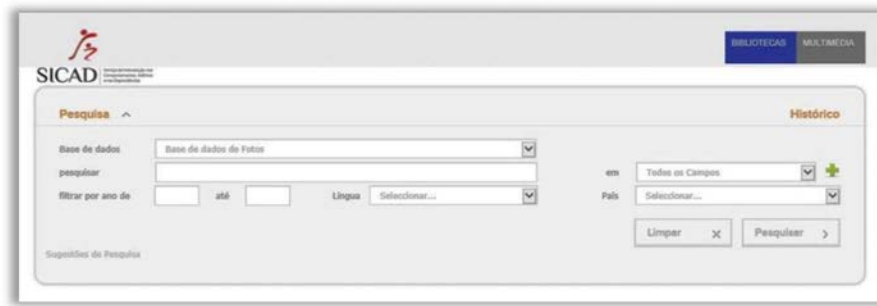 BIBLIOTECAS MULTIMEDIA
SICAD
Pesquisa Histórico
Base de dados Base de dados de Fotos
pesquisar em Todos os Campos
filtrar por ano de até Língua Seleccionar... País Seleccionar...
Limpar x Pesquisar >
Sugestões de Pesquisa